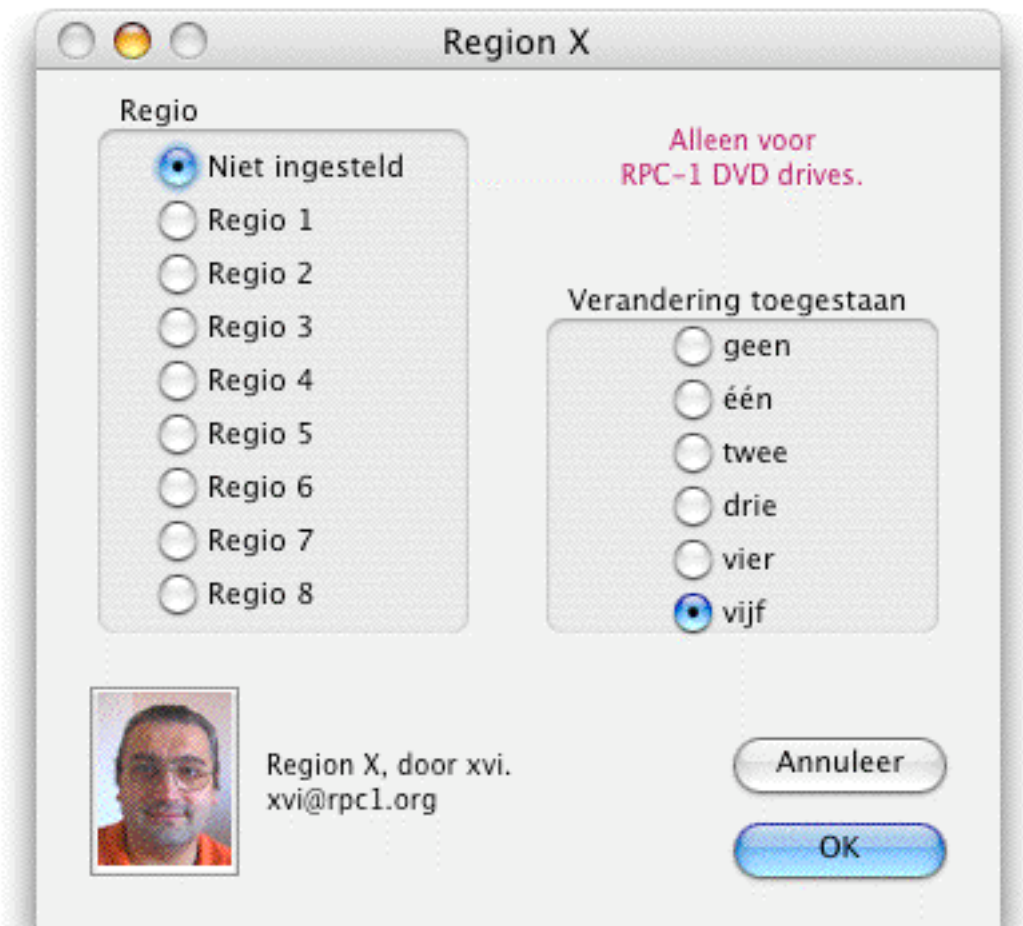 Region X
Regio
Niet ingesteld
Regio 1
Regio 2
Regio 3
Regio 4
Regio 5
Regio 6
Regio 7
Regio 8
Alleen voor
RPC-1 DVD drives.
Verandering toegestaan
geen
één
twee
drie
vier
vijf
Region X, door xvi.
xvi@rpc1.org
Annuleer
OK